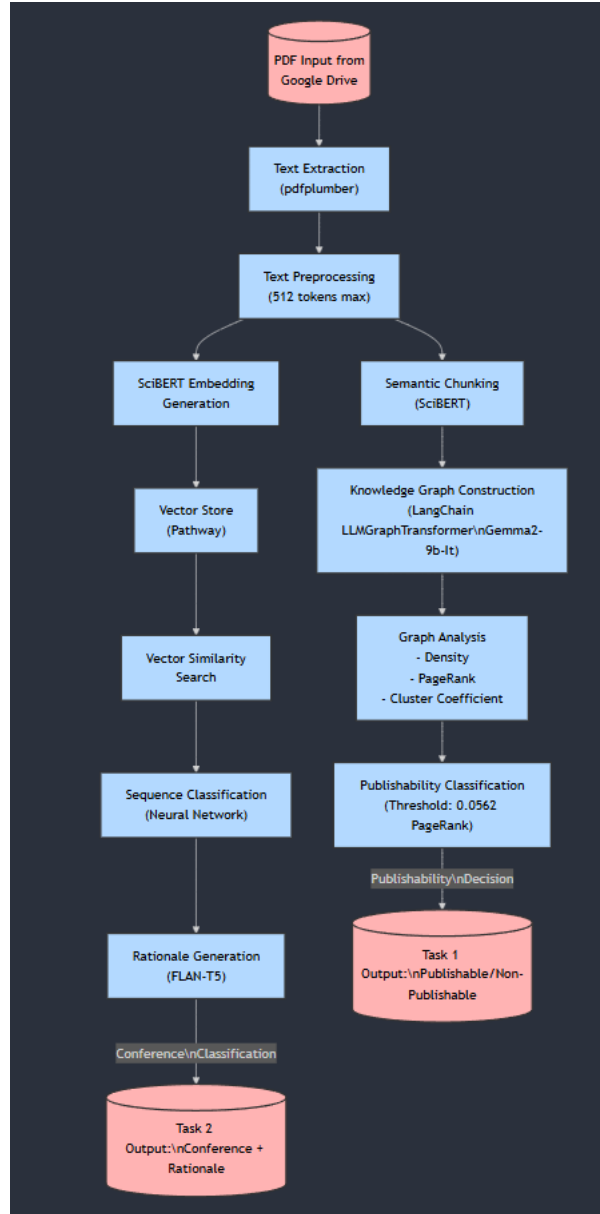 PDF Input from
Google Drive
Text Extraction
(pdfplumber)
Text Preprocessing
(512 tokens max)
SciBERT Embedding
Generation
Semantic Chunking
(SciBERT)
Vector Store
(Pathway)
Knowledge Graph Construction
(LangChain
LLMGraphTransformer\nGemma2-
9b-It)
Vector Similarity
Search
Graph Analysis
- Density
- PageRank
- Cluster Coefficient
Sequence Classification
(Neural Network)
Publishability Classification
(Threshold: 0.0562
PageRank)
Publishability\nDecision
Rationale Generation
(FLAN-T5)
Task 1
Output:\nPublishable/Non-
Publishable
Conference\nClassification
Task 2
Output:\nConference +
Rationale